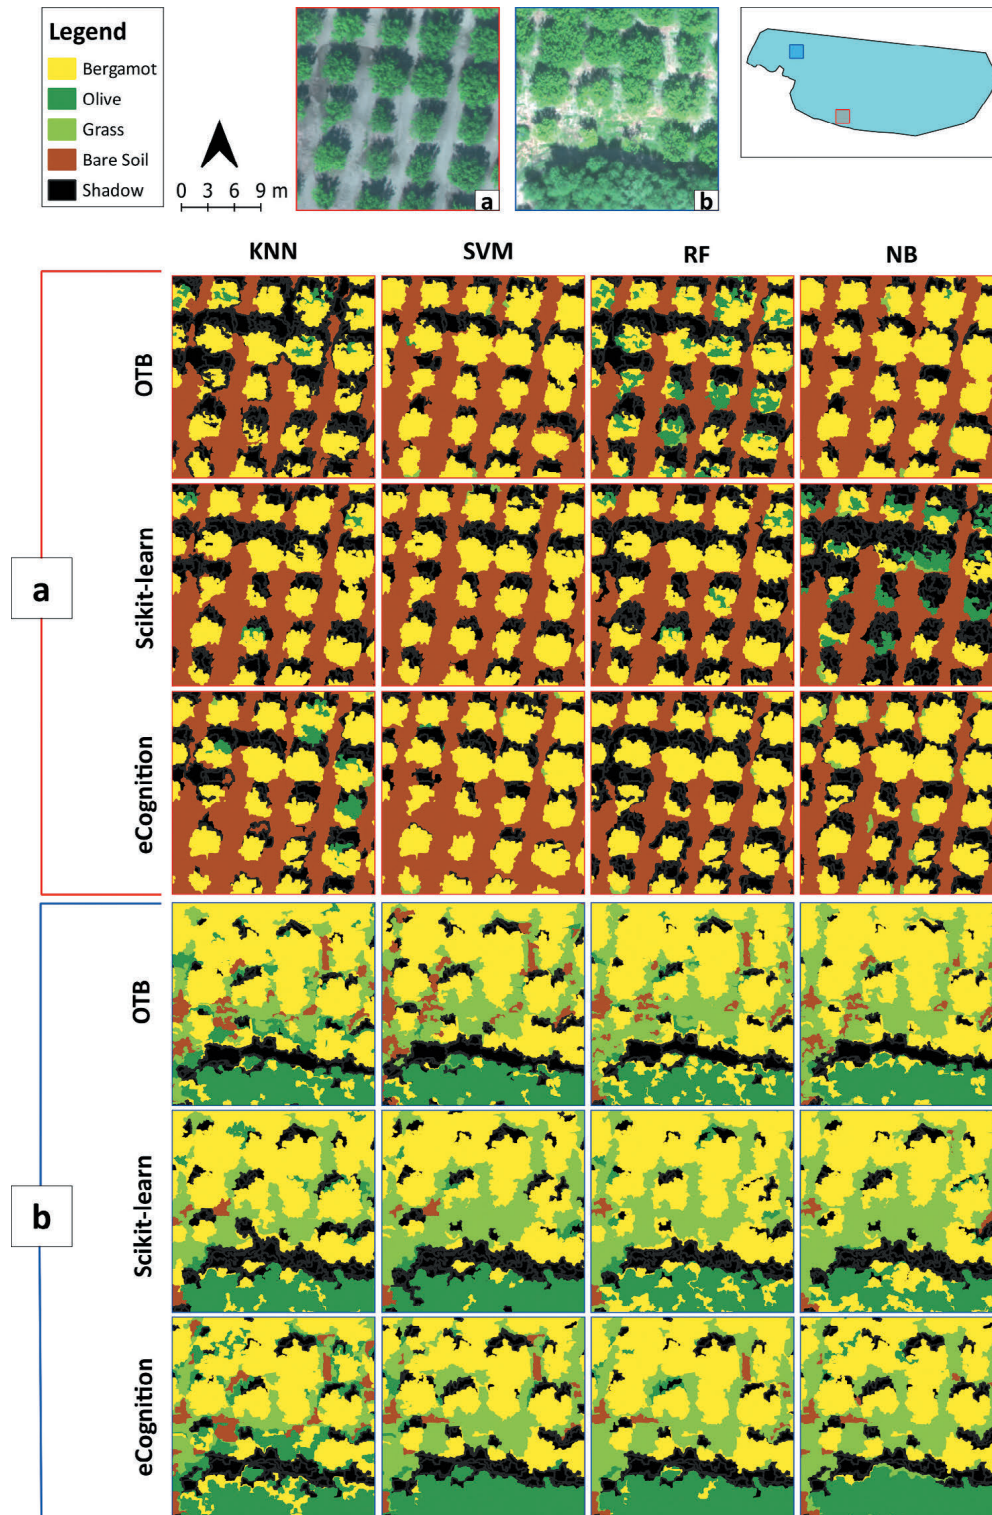 Legend
Bergamot
Olive
Grass
Bare Soil
Shadow
0 3 6 9 m
a
b
KNN SVM RF NB
a
OTB
Scikit-learn
eCognition
b
OTB
Scikit-learn
eCognition